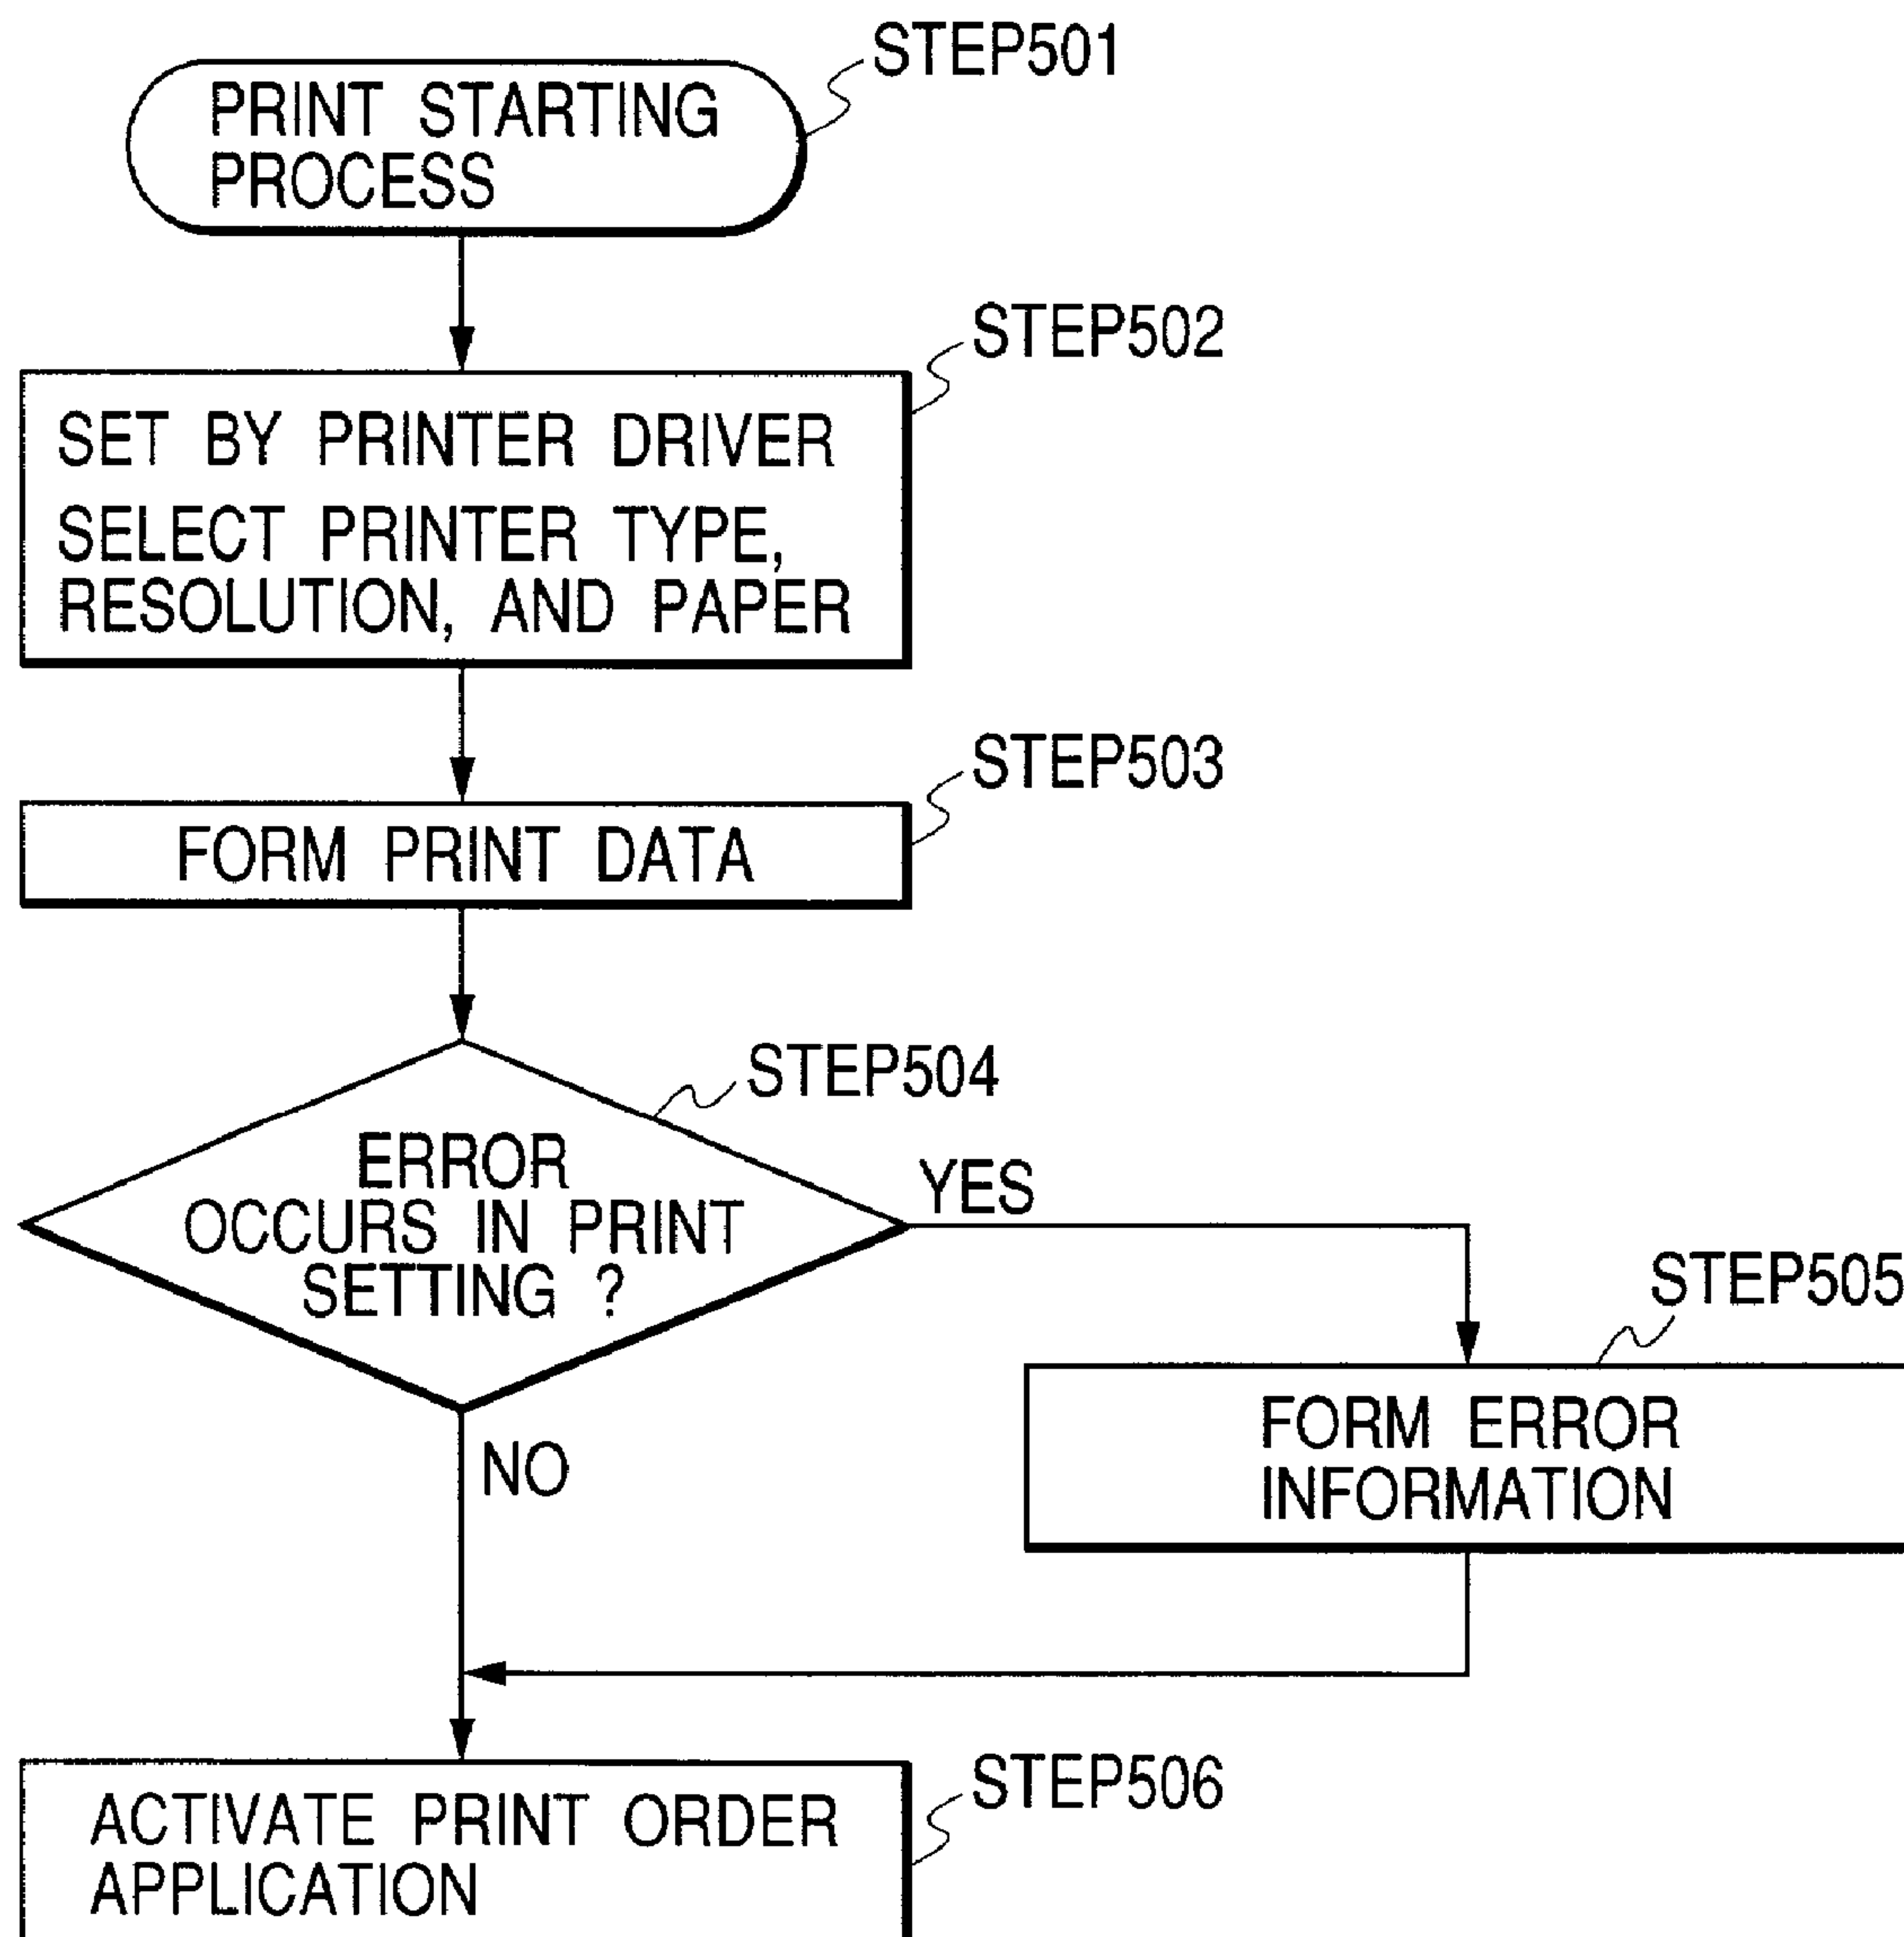 STEP501
PRINT STARTING
PROCESS
STEP502
SET BY PRINTER DRIVER
SELECT PRINTER TYPE,
RESOLUTION, AND PAPER
STEP503
FORM PRINT DATA
STEP504
ERROR
OCCURS IN PRINT
SETTING ?
YES
STEP505
FORM ERROR
INFORMATION
NO
STEP506
ACTIVATE PRINT ORDER
APPLICATION